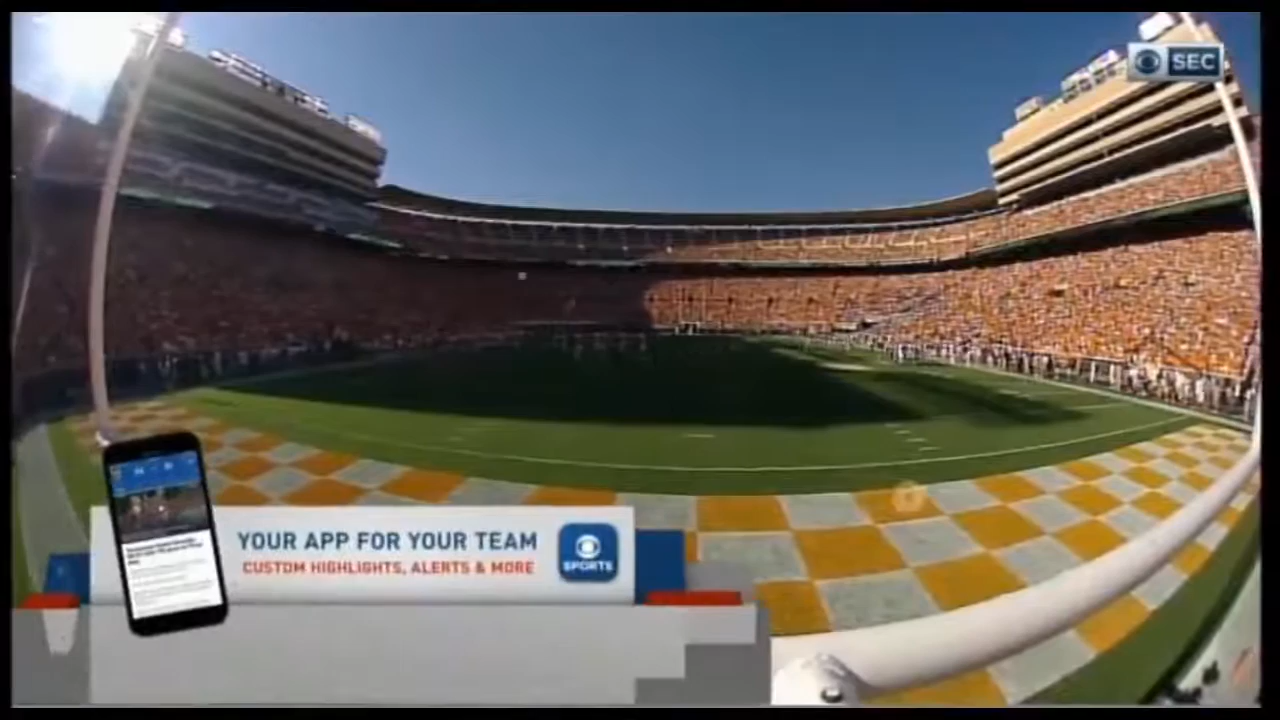 SEC
YOUR APP FOR YOUR TEAM
CUSTOM HIGHLIGHTS, ALERTS & MORE
SPORTS